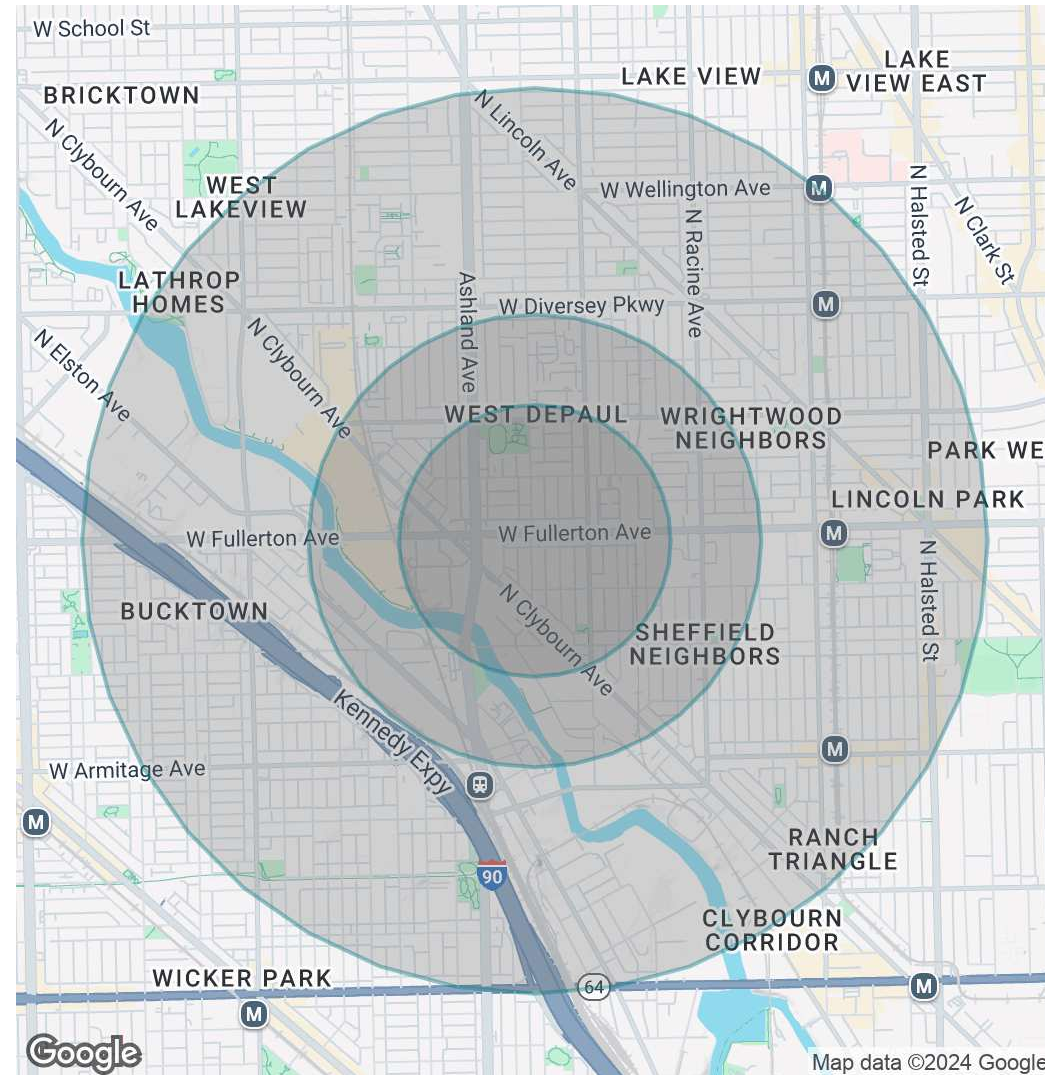 W School St
LAKE VIEW
LAKE
VIEW EAST
M
BRICKTOWN
N Clybourn Ave
N Lincoln Ave
WEST
LAKEVIEW
W Wellington Ave
M
N Halsted St
N Clark St
N Racine Ave
LATHROP
HOMES
Ashland Ave
W Diversey Pkwy
M
N Elston Ave
N Clybourn Ave
WEST DEPAUL
WRIGHTWOOD
NEIGHBORS
PARK WE
LINCOLN PARK
W Fullerton Ave
W Fullerton Ave
M
N Halsted St
BUCKTOWN
N Clybourn Ave
SHEFFIELD
NEIGHBORS
Kennedy Expy
W Armitage Ave
M
M
RANCH
TRIANGLE
90
CLYBOURN
CORRIDOR
WICKER PARK
64
M
M
Google
Map data ©2024 Google